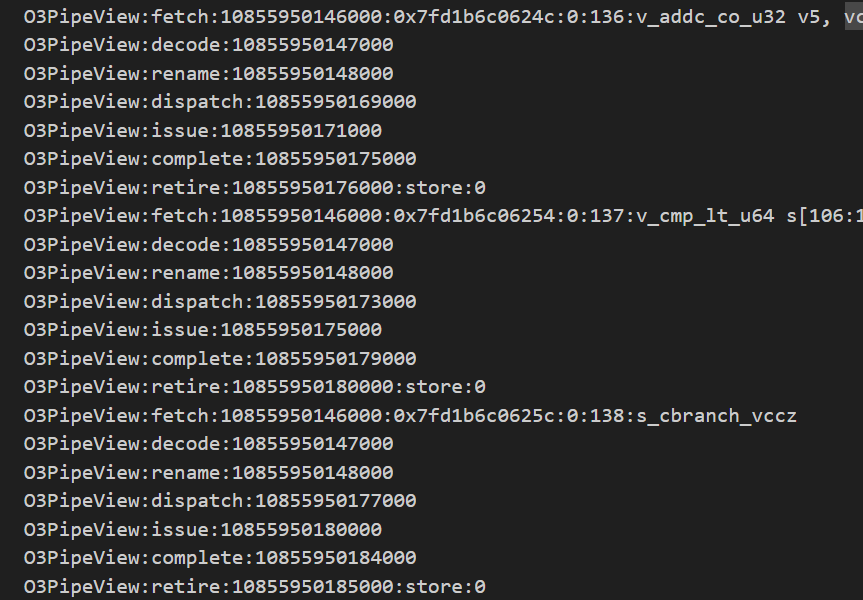 O3PipeView:fetch:10855950146000:0x7fd1b6c0624c:0:136:v_addc_co_u32 v5, vc
O3PipeView:decode:10855950147000
O3PipeView:rename:10855950148000
O3PipeView:dispatch:10855950169000
O3PipeView:issue:10855950171000
O3PipeView:complete:10855950175000
O3PipeView:retire:10855950176000:store:0
O3PipeView:fetch:10855950146000:0x7fd1b6c06254:0:137:v_cmp_lt_u64 s[106:1
O3PipeView:decode:10855950147000
O3PipeView:rename:10855950148000
O3PipeView:dispatch:10855950173000
O3PipeView:issue:10855950175000
O3PipeView:complete:10855950179000
O3PipeView:retire:10855950180000:store:0
O3PipeView:fetch:10855950146000:0x7fd1b6c0625c:0:138:s_cbranch_vccz
O3PipeView:decode:10855950147000
O3PipeView:rename:10855950148000
O3PipeView:dispatch:10855950177000
O3PipeView:issue:10855950180000
O3PipeView:complete:10855950184000
O3PipeView:retire:10855950185000:store:0